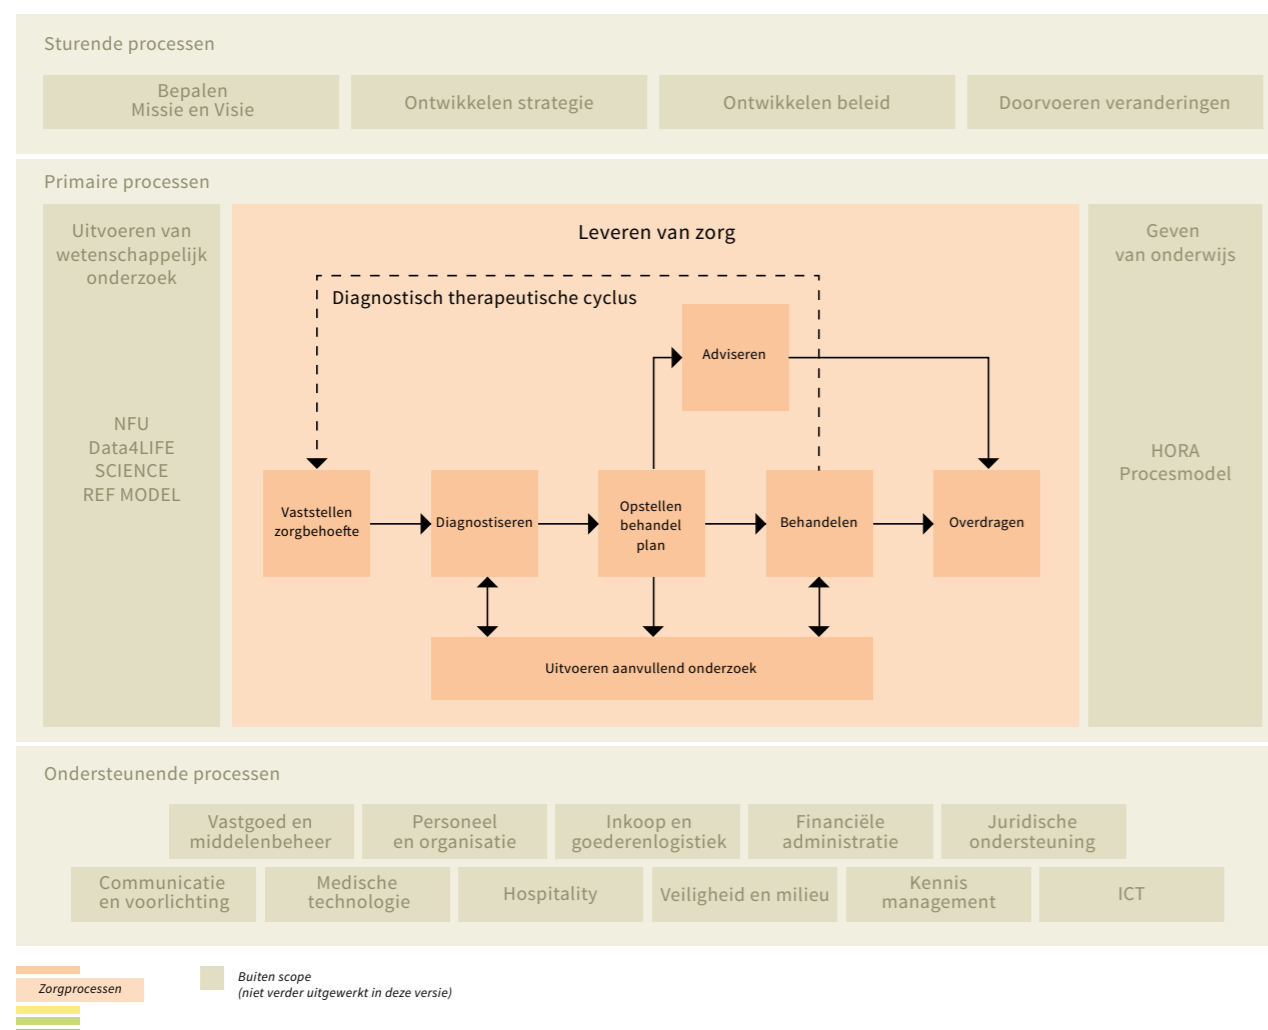 Sturende processen
Bepalen
Missie en Visie
Ontwikkelen strategie
Ontwikkelen beleid
Doorvoeren veranderingen
Primaire processen
Uitvoeren van
wetenschappelijk
onderzoek
NFU
Data4LIFE
SCIENCE
REF MODEL
Leveren van zorg
Diagnostisch therapeutische cyclus
Adviseren
Vaststellen
zorgbehoefte
Diagnostiseren
Opstellen
behandel
plan
Behandelen
Overdragen
Uitvoeren aanvullend onderzoek
Geven
van onderwijs
HORA
Procesmodel
Ondersteunende processen
Vastgoed en
middelenbeheer
Personeel
en organisatie
Inkoop en
goederenlogistiek
Financiële
administratie
Juridische
ondersteuning
Communicatie
en voorlichting
Medische
technologie
Hospitality
Veiligheid en milieu
Kennis
management
ICT
Zorgprocessen
Buiten scope
(niet verder uitgewerkt in deze versie)